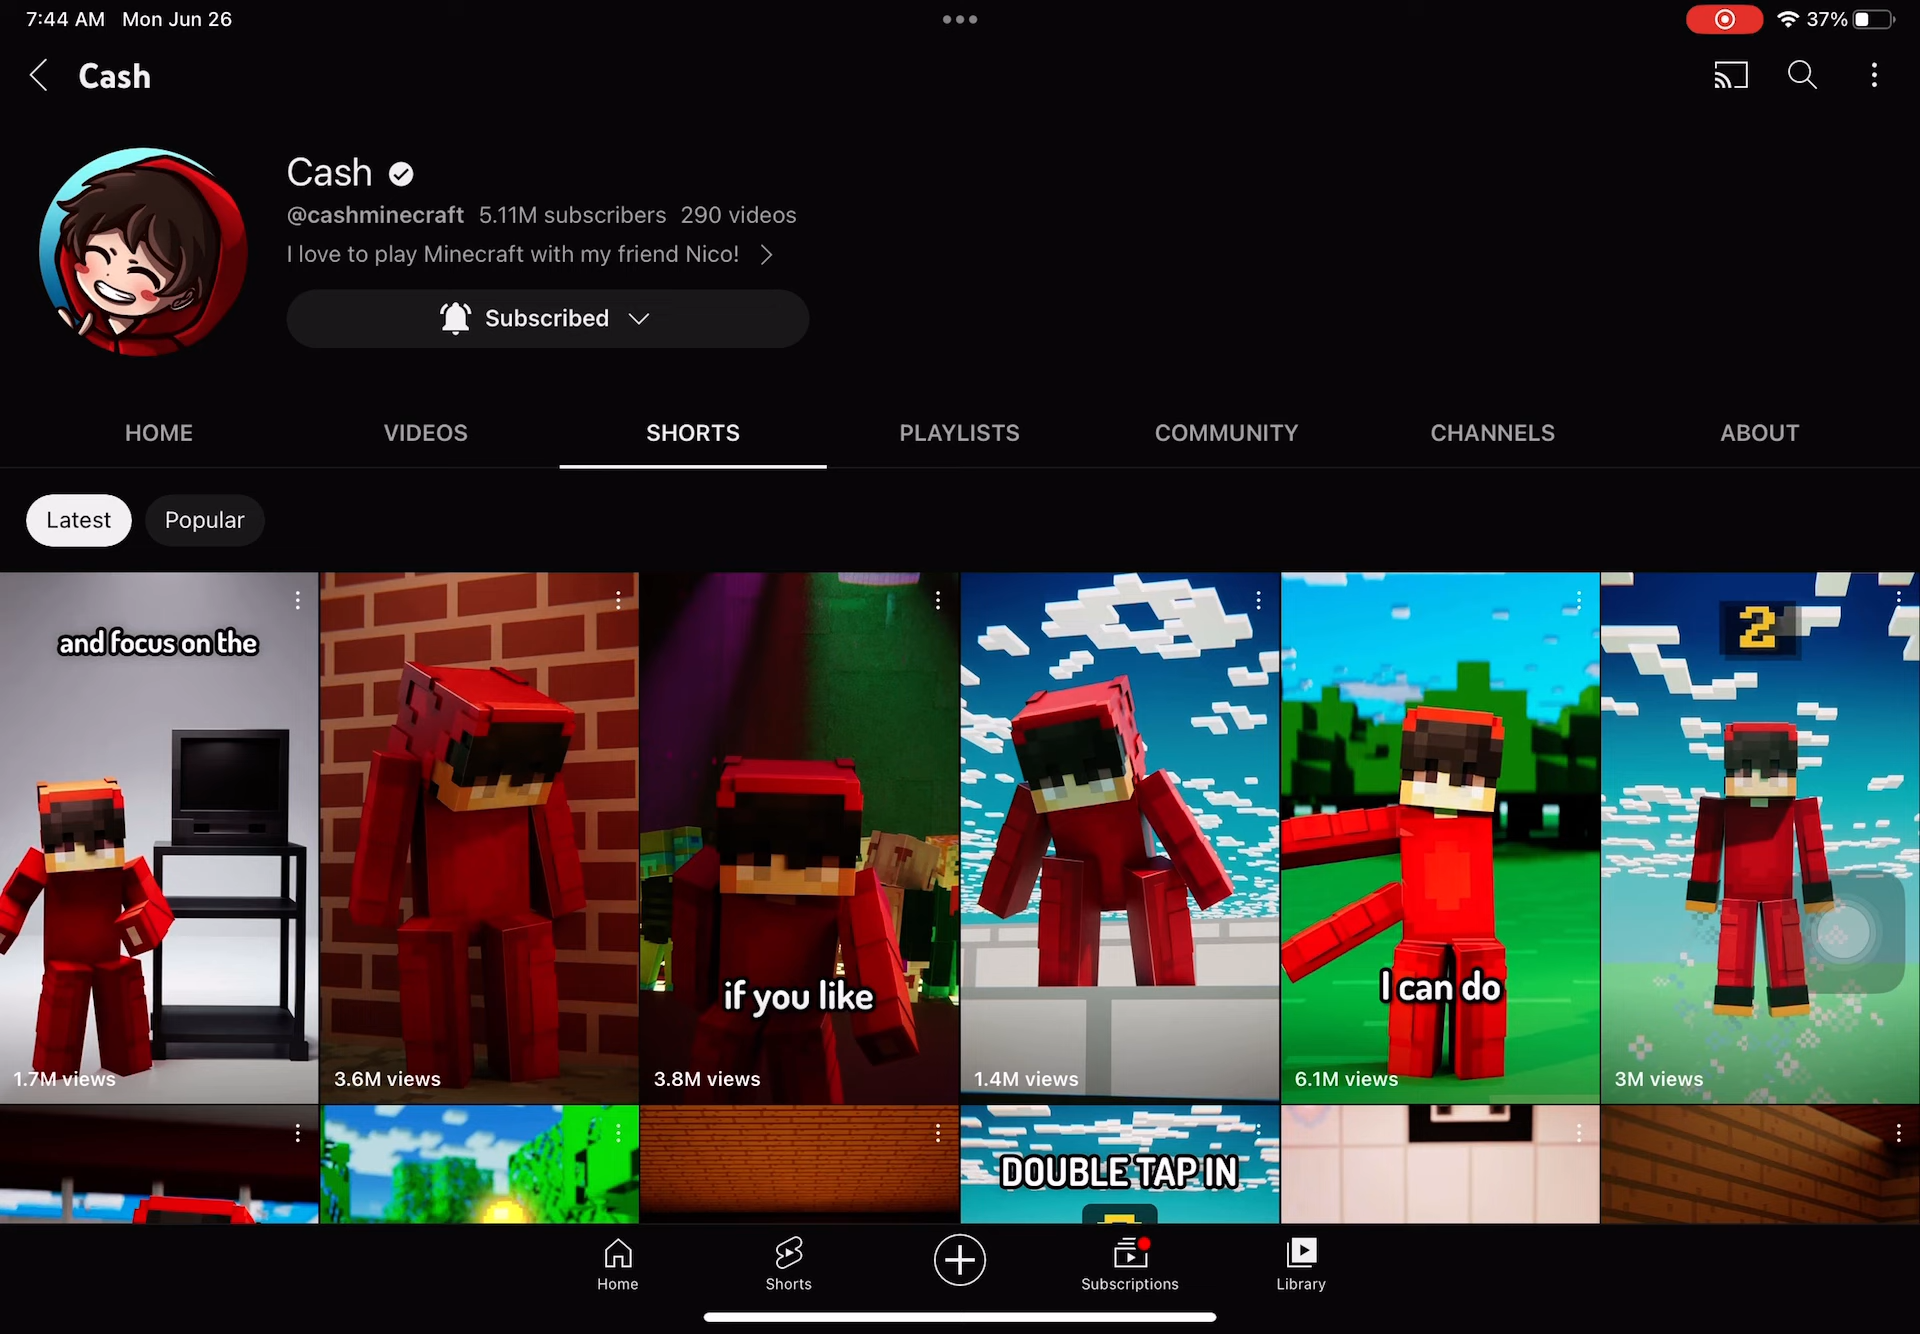 7:44 AM Mon Jun 26
37%
Cash
Cash
@cashminecraft 5.11M subscribers 290 videos
I love to play Minecraft with my friend Nico!
Subscribed
HOME VIDEOS SHORTS PLAYLISTS COMMUNITY CHANNELS ABOUT
Latest Popular
and focus on the
2
if you like
I can do
1.7M views 3.6M views 3.8M views 1.4M views 6.1M views 3M views
DOUBLE TAP IN
Home Shorts Subscriptions Library